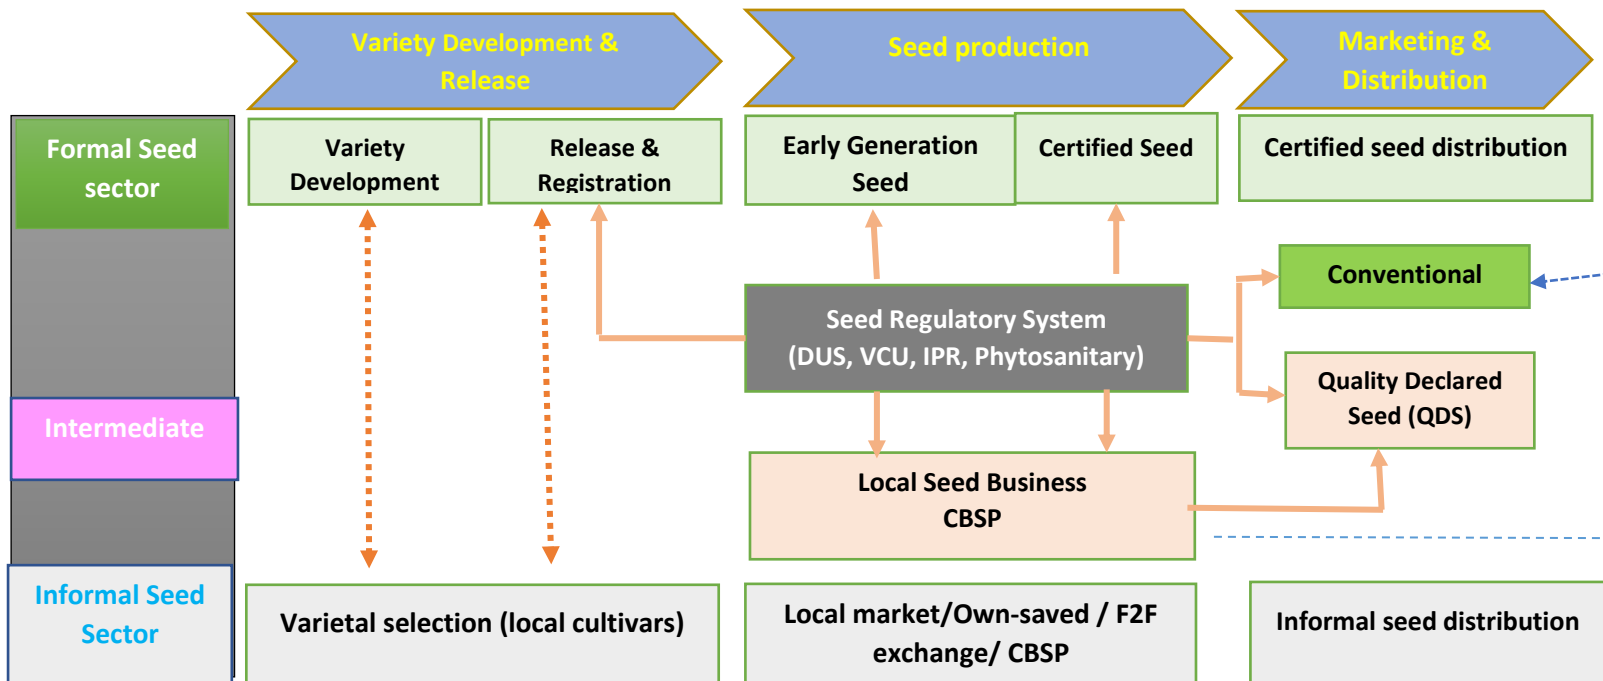 Variety Development &
Release
Seed production
Marketing &
Distribution
Formal Seed
sector
Variety
Development
Release &
Registration
Early Generation
Seed
Certified Seed
Certified seed distribution
Conventional
Seed Regulatory System
(DUS, VCU, IPR, Phytosanitary)
Quality Declared
Seed (QDS)
Intermediate
Local Seed Business
CBSP
Informal Seed
Sector
Varietal selection (local cultivars)
Local market/Own-saved / F2F
exchange/ CBSP
Informal seed distribution